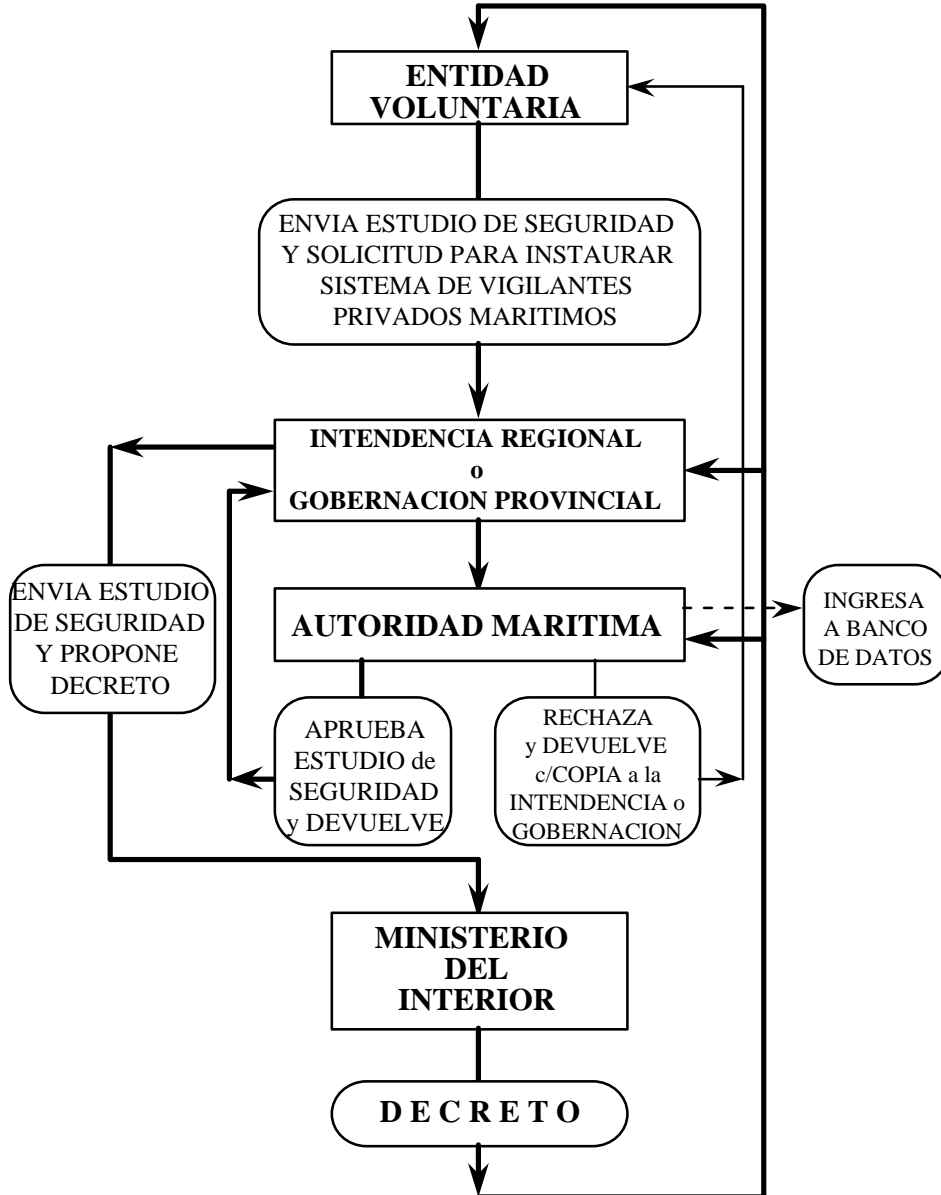 ENTIDAD
VOLUNTARIA
ENVIA ESTUDIO DE SEGURIDAD
Y SOLICITUD PARA INSTAURAR
SISTEMA DE VIGILANTES
PRIVADOS MARITIMOS
INTENDENCIA REGIONAL
o
GOBERNACION PROVINCIAL
ENVIA ESTUDIO
DE SEGURIDAD
Y PROPONE
DECRETO
AUTORIDAD MARITIMA
INGRESA
A BANCO
DE DATOS
APRUEBA
ESTUDIO de
SEGURIDAD
y DEVUELVE
RECHAZA
y DEVUELVE
c/COPIA a la
INTENDENCIA o
GOBERNACION
MINISTERIO
DEL
INTERIOR
D E C R E T O